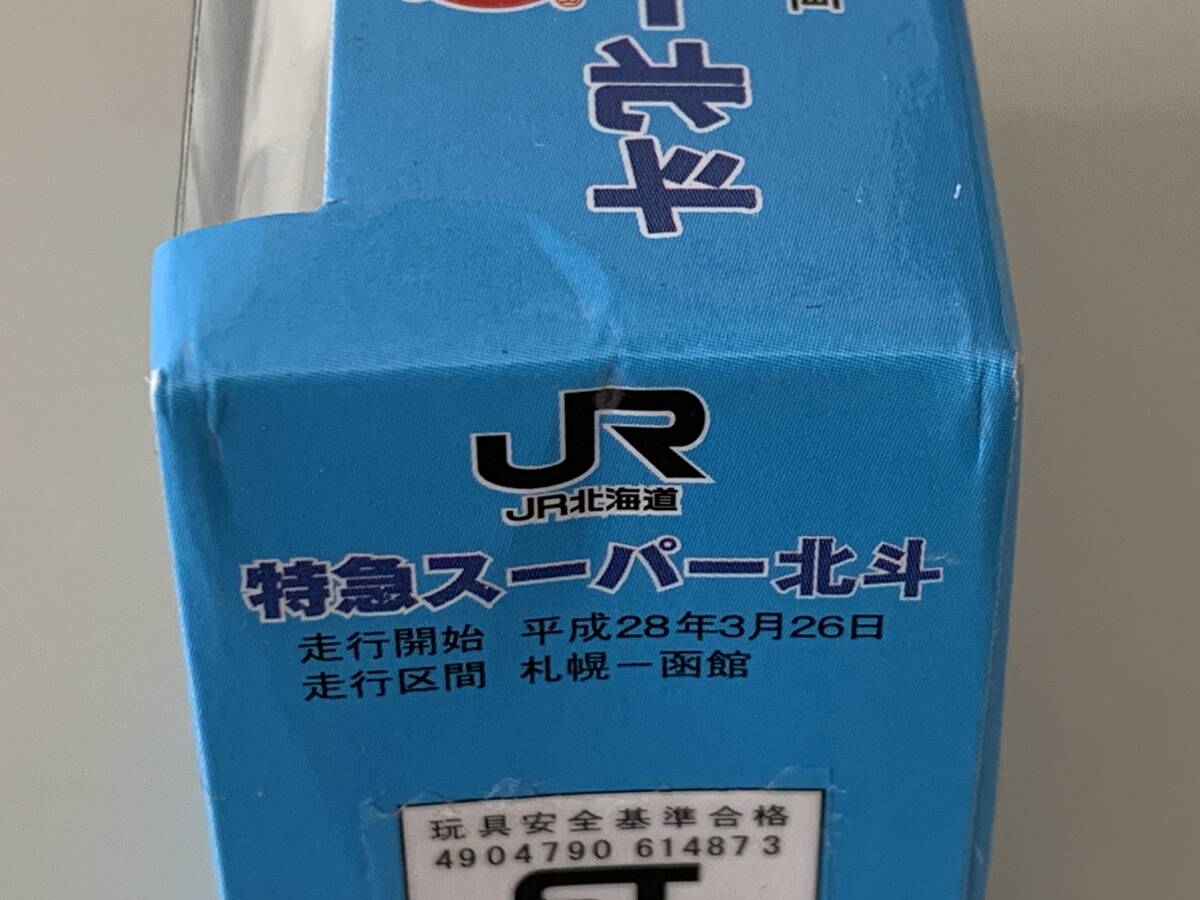 ー北斗
JR
JR北海道
特急スーパー北斗
走行開始 平成28年3月26日
走行区間 札幌ー函館
玩具安全基準合格
4904790 614873
ST